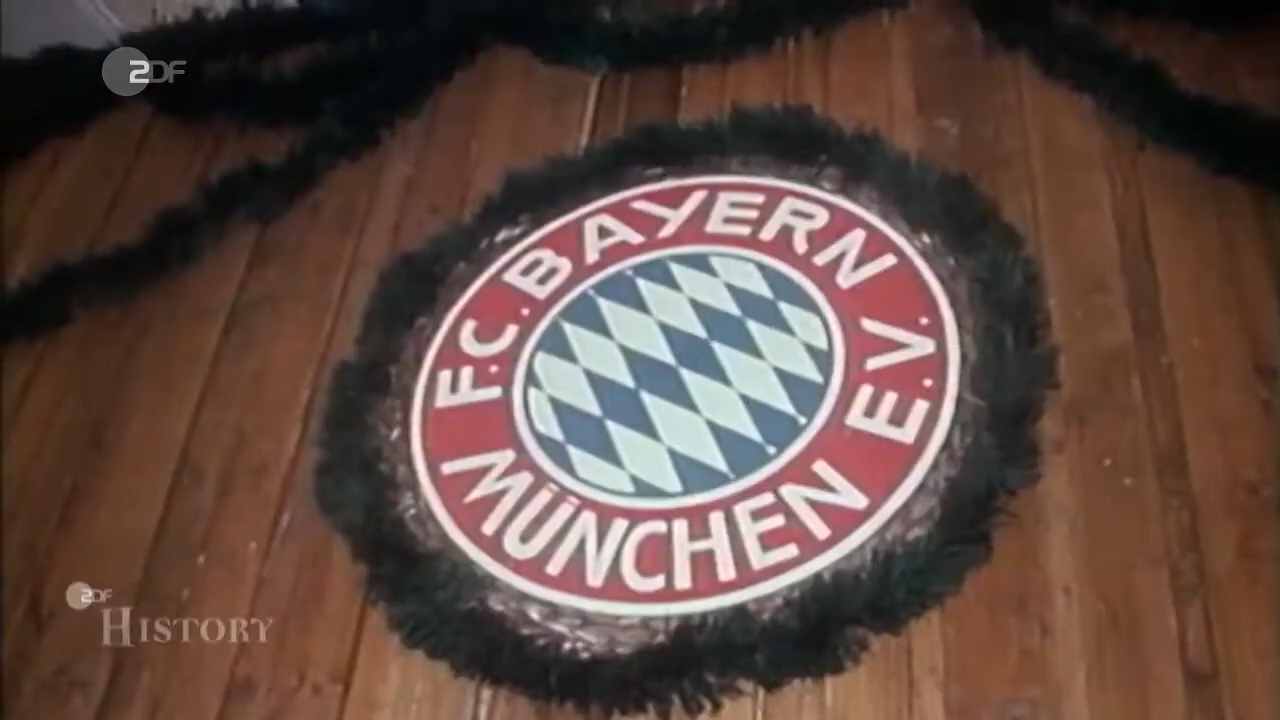 2DF
F.C. BAYERN
MÜNCHEN E.V.
2DF
HISTORY